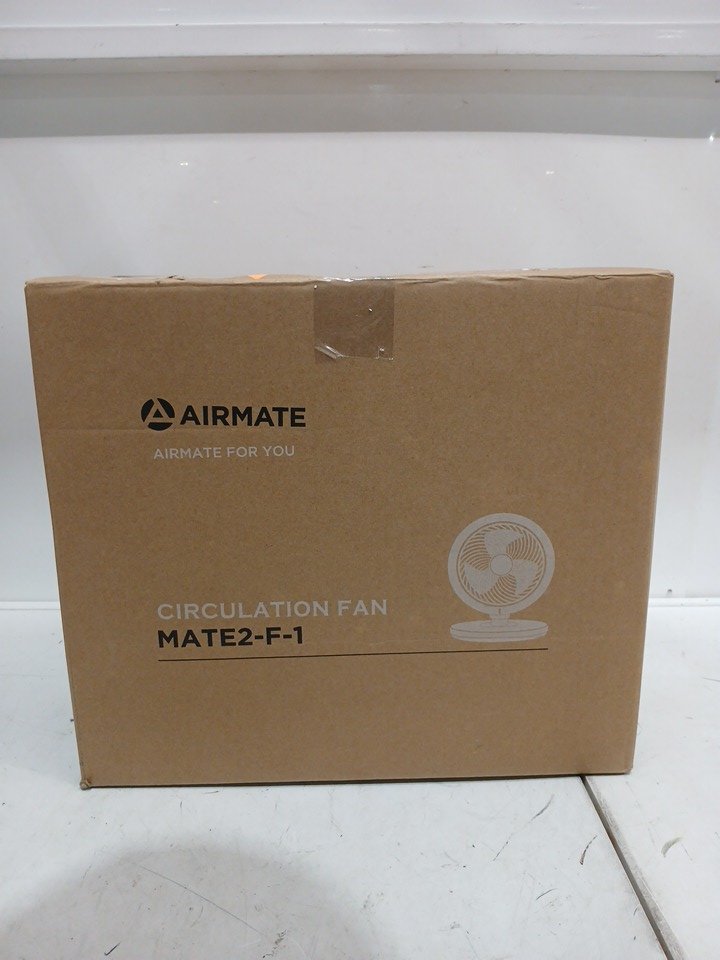 AIRMATE
AIRMATE FOR YOU
CIRCULATION FAN
MATE2-F-1